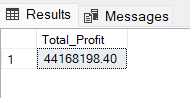 Results Messages
Total_Profit
1 44168198.40